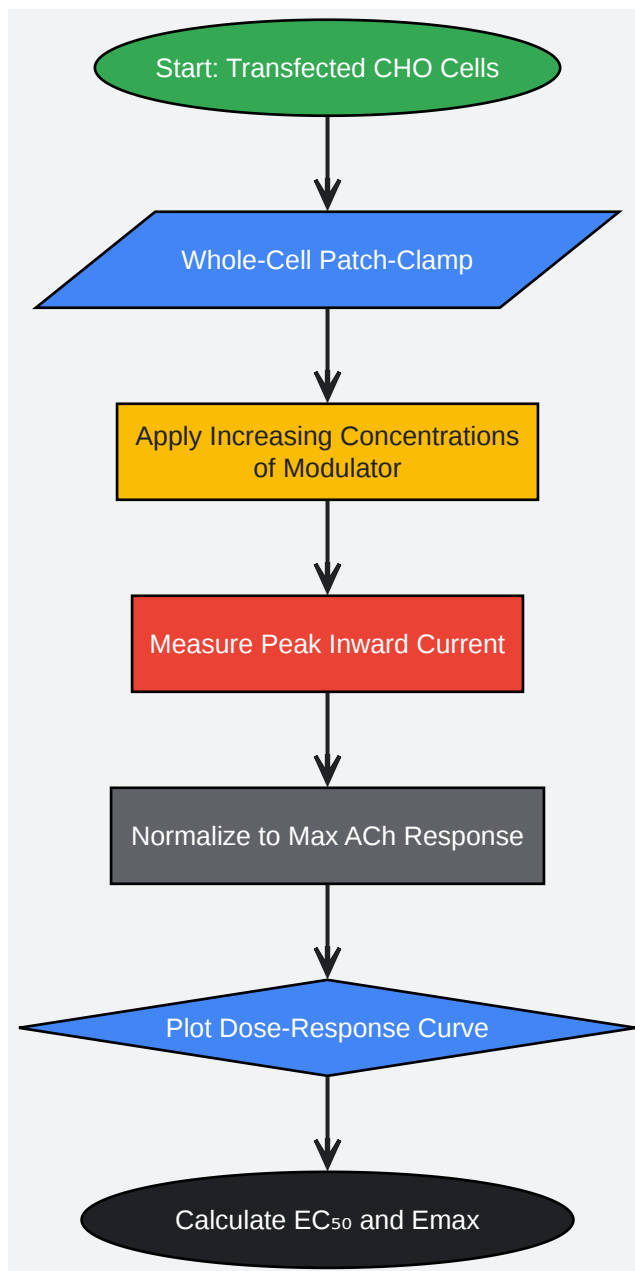 Start: Transfected CHO Cells
Whole-Cell Patch-Clamp
Apply Increasing Concentrations
of Modulator
Measure Peak Inward Current
Normalize to Max ACh Response
Plot Dose-Response Curve
Calculate EC₅₀ and Emax